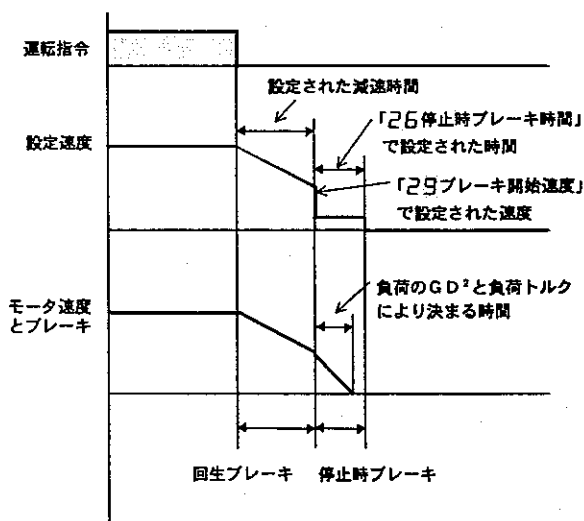 運転指令
設定された減速時間
「26停止時ブレーキ時間」
で設定された時間
設定速度
「29ブレーキ開始速度」
で設定された速度
負荷のGD²と負荷トルク
により決まる時間
モータ速度
とブレーキ
回生ブレーキ
停止時ブレーキ